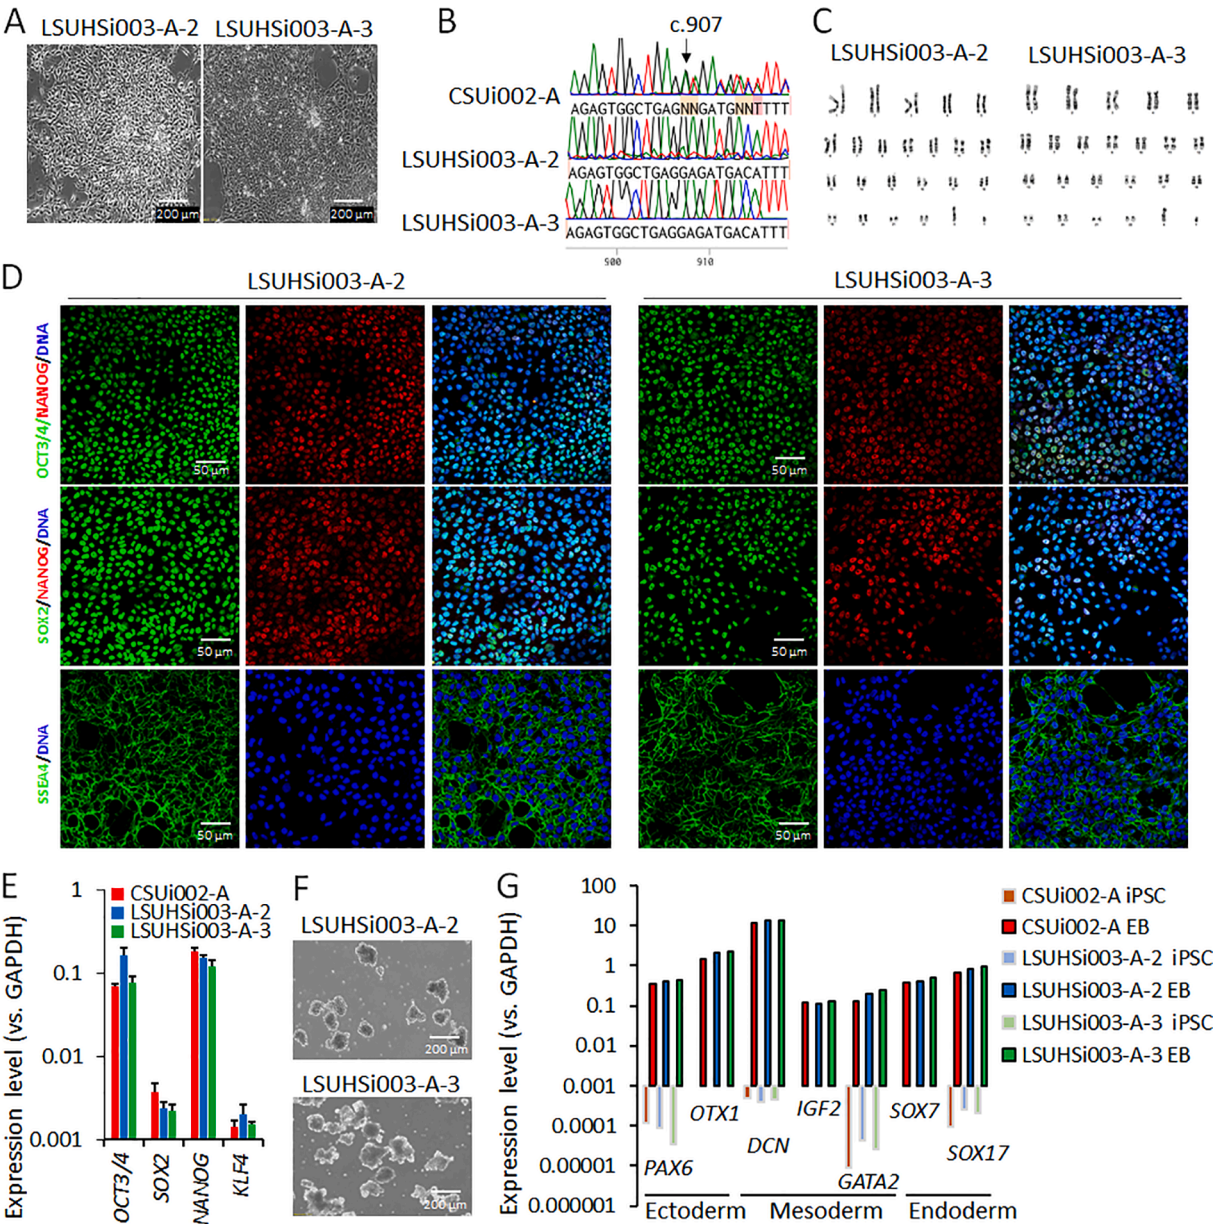 A
LSUHSi003-A-2
LSUHSi003-A-3
200 µm
200 µm
B
c.907
CSUi002-A
AGAGTGGCTGAGNNGATGNNTTTT
LSUHSi003-A-2
AGAGTGGCTGAGGAGATGACATTT
LSUHSi003-A-3
AGAGTGGCTGAGGAGATGACATTT
900
910
C
LSUHSi003-A-2
LSUHSi003-A-3
D
LSUHSi003-A-2
LSUHSi003-A-3
OCT3/4/NANOG/DNA
50 µm
50 µm
SOX2/NANOG/DNA
50 µm
50 µm
SSEA4/DNA
50 µm
50 µm
E
Expression level (vs. GAPDH)
1
0.1
0.01
0.001
CSUi002-A
LSUHSi003-A-2
LSUHSi003-A-3
OCT3/4
SOX2
NANOG
KLF4
F
LSUHSi003-A-2
200 µm
LSUHSi003-A-3
200 µm
G
Expression level (vs. GAPDH)
100
10
1
0.1
0.01
0.001
0.0001
0.00001
0.000001
PAX6
OTX1
DCN
IGF2
GATA2
SOX7
SOX17
Ectoderm
Mesoderm
Endoderm
CSUi002-A iPSC
CSUi002-A EB
LSUHSi003-A-2 iPSC
LSUHSi003-A-2 EB
LSUHSi003-A-3 iPSC
LSUHSi003-A-3 EB